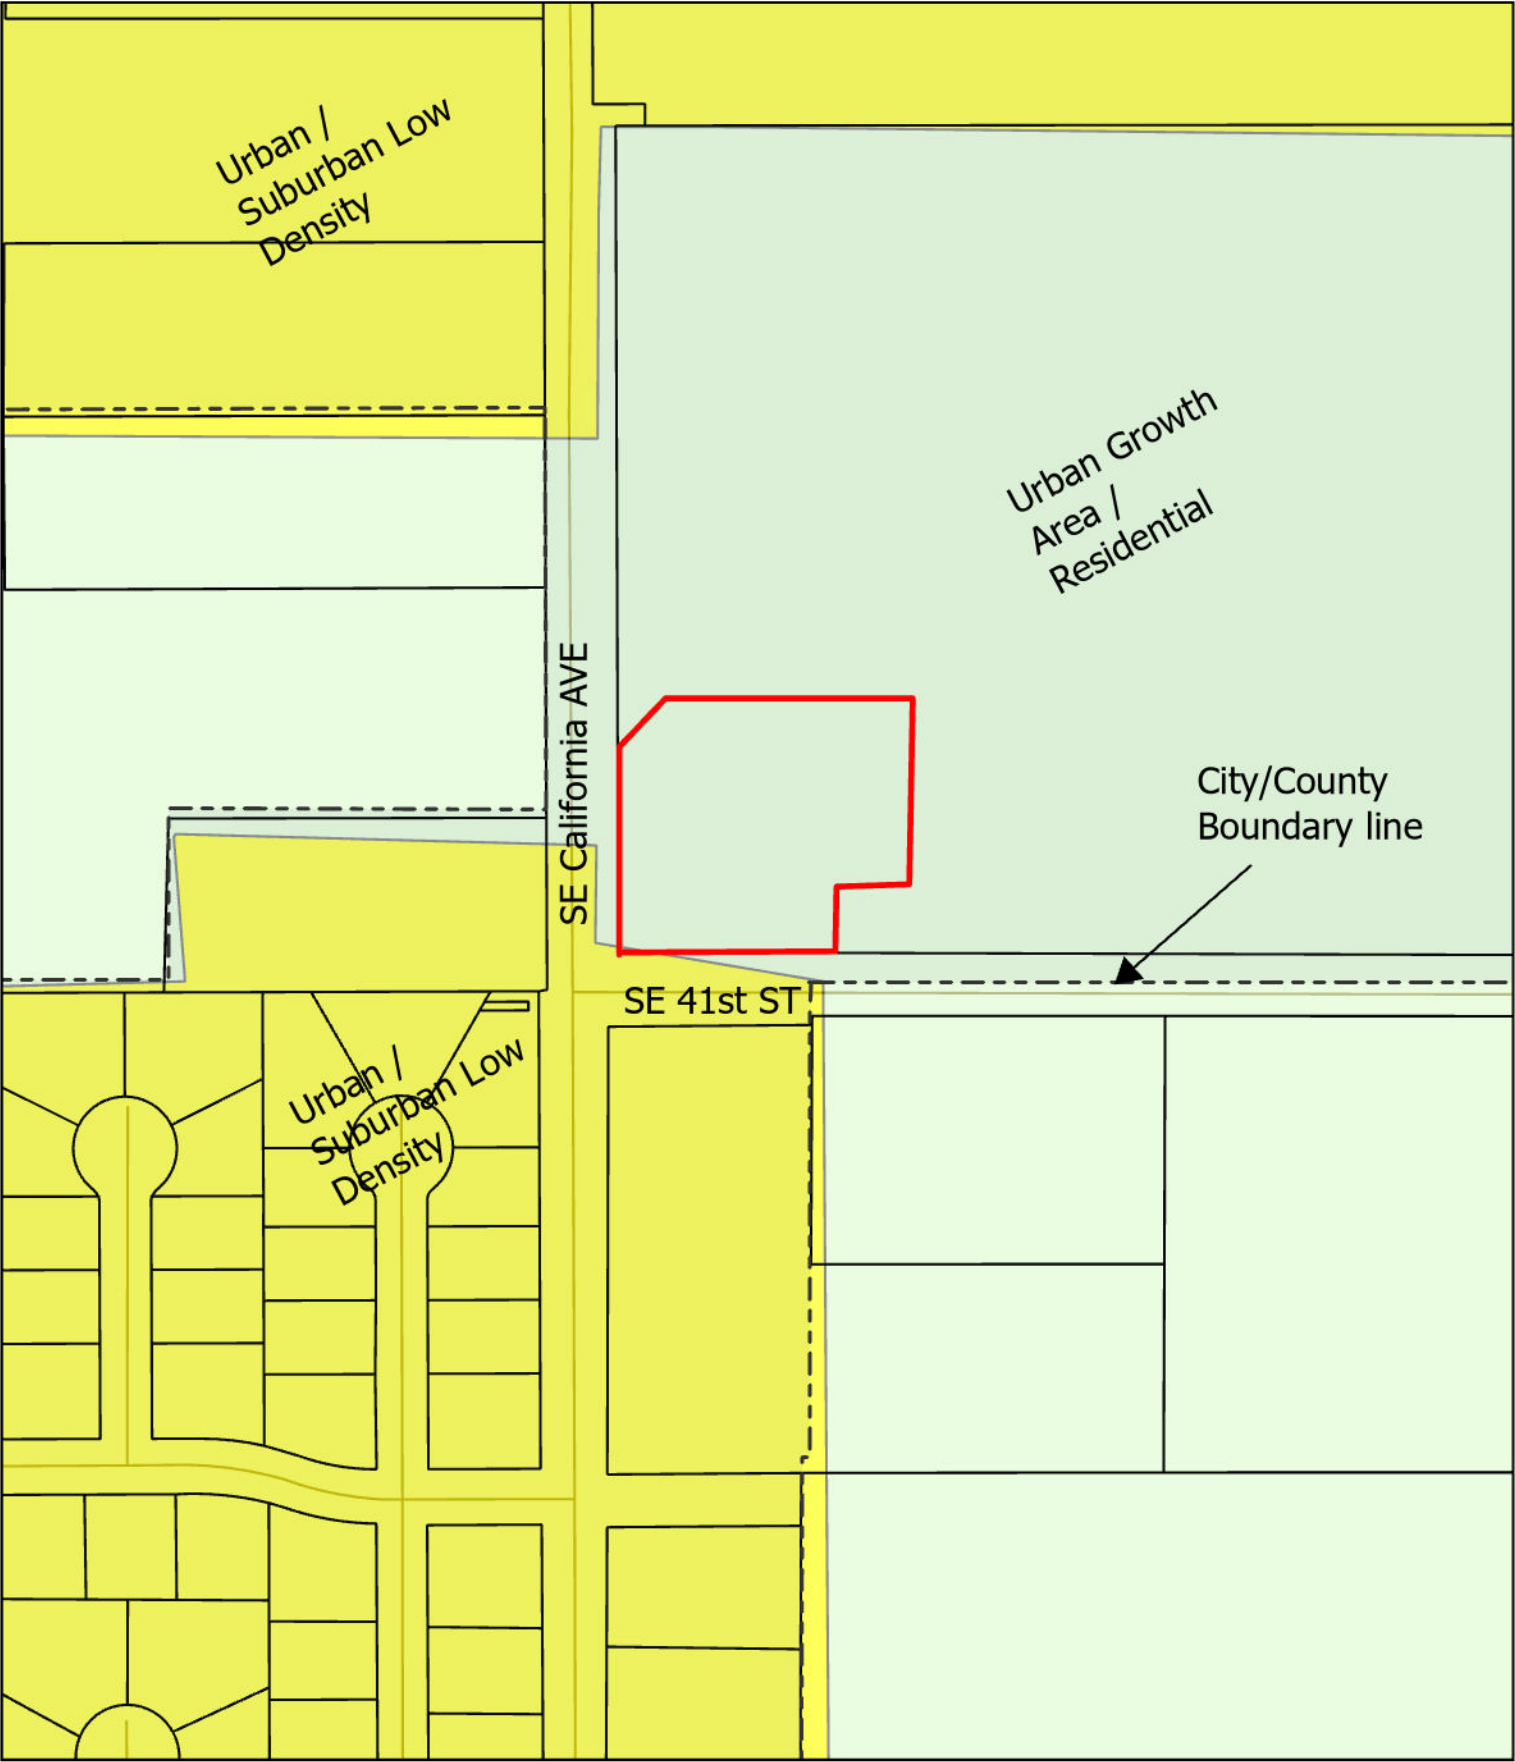 Urban /
Suburban Low
Density
Urban Growth
Area /
Residential
SE California AVE
City/County
Boundary line
SE 41st ST
Urban /
Suburban Low
Density